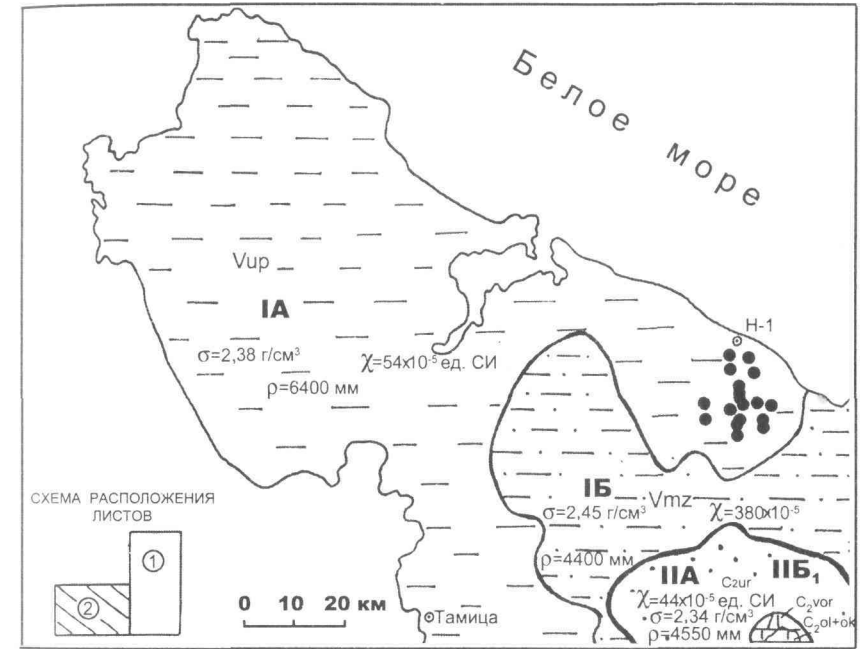 Белое
море
Vup
IA
σ=2,38 г/см³
χ=54x10⁻⁵ ед. СИ
ρ=6400 мм
Н-1
IБ
Vmz
σ=2,45 г/см³
χ=380x10⁻⁵
ρ=4400 мм
IIA
IIБ₁
C₂ur
χ=44x10⁻⁵ ед. СИ
σ=2,34 г/см³
ρ=4550 мм
C₂vor
C₂ol+ok
СХЕМА РАСПОЛОЖЕНИЯ
ЛИСТОВ
1
2
0 10 20 км
Тамица